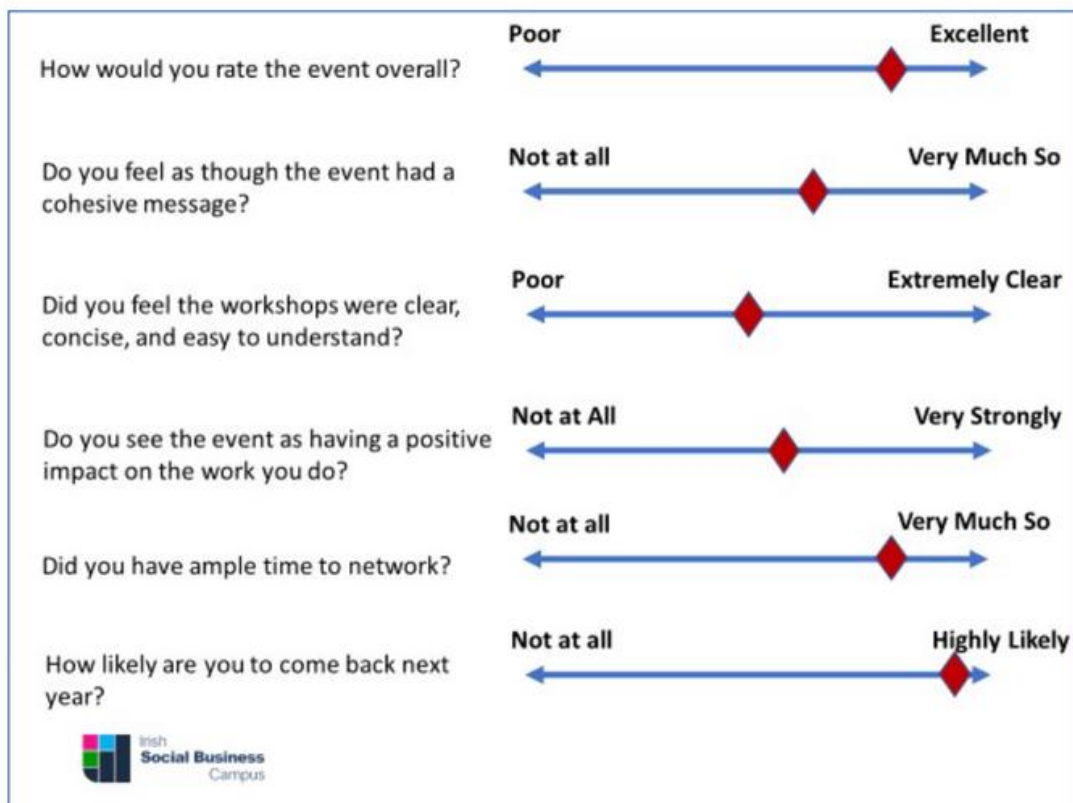 Poor Excellent
How would you rate the event overall?
Not at all Very Much So
Do you feel as though the event had a
cohesive message?
Poor Extremely Clear
Did you feel the workshops were clear,
concise, and easy to understand?
Not at All Very Strongly
Do you see the event as having a positive
impact on the work you do?
Not at all Very Much So
Did you have ample time to network?
Not at all Highly Likely
How likely are you to come back next
year?
Irish
Social Business
Campus